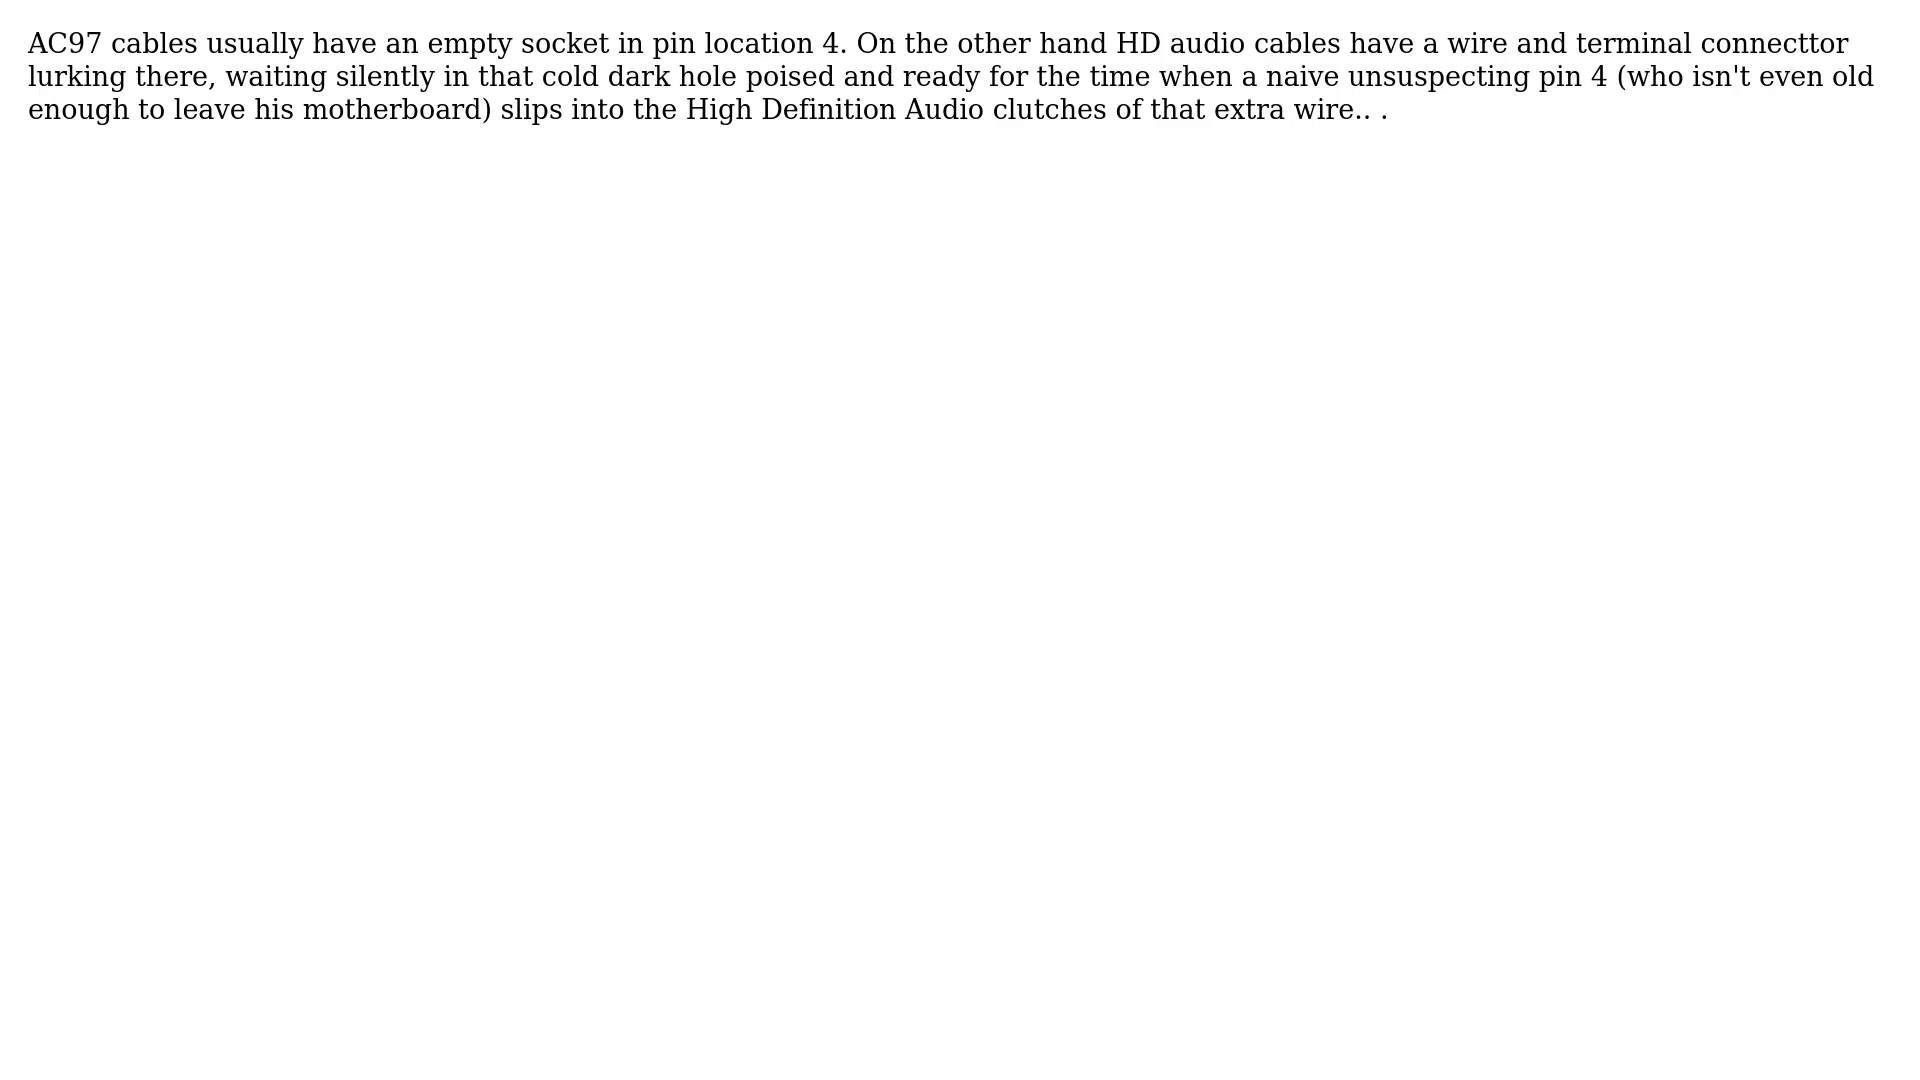 AC97 cables usually have an empty socket in pin location 4. On the other hand HD audio cables have a wire and terminal connecttor
lurking there, waiting silently in that cold dark hole poised and ready for the time when a naive unsuspecting pin 4 (who isn't even old
enough to leave his motherboard) slips into the High Definition Audio clutches of that extra wire.. .